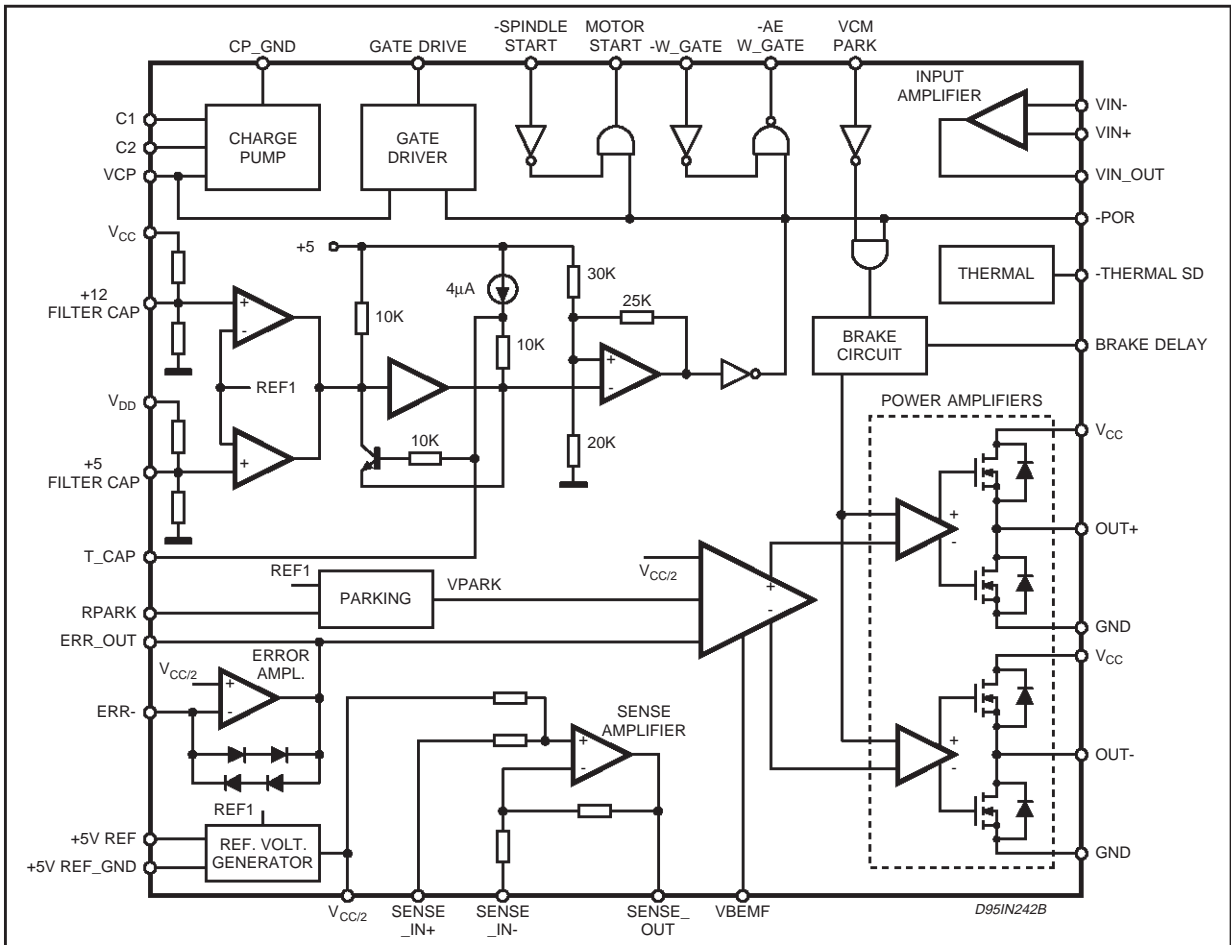 -SPINDLE START
MOTOR START
-W_GATE
-AE W_GATE
VCM PARK
CP_GND
GATE DRIVE
C1
C2
VCP
CHARGE PUMP
GATE DRIVER
INPUT AMPLIFIER
VIN-
VIN+
VIN_OUT
-POR
VCC
+5
4µA
30K
25K
THERMAL
-THERMAL SD
+12 FILTER CAP
+
-
10K
10K
+
-
BRAKE CIRCUIT
BRAKE DELAY
REF1
VDD
POWER AMPLIFIERS
VCC
10K
20K
+
+5 FILTER CAP
+
-
OUT+
T_CAP
REF1
PARKING
VPARK
VCC/2
+
-
RPARK
ERR_OUT
GND
VCC
ERROR AMPL.
VCC/2
+
-
ERR-
SENSE AMPLIFIER
+
-
+
-
OUT-
REF1
+5V REF
+5V REF_GND
REF. VOLT. GENERATOR
GND
VCC/2
SENSE _IN+
SENSE _IN-
SENSE_ OUT
VBEMF
D95IN242B